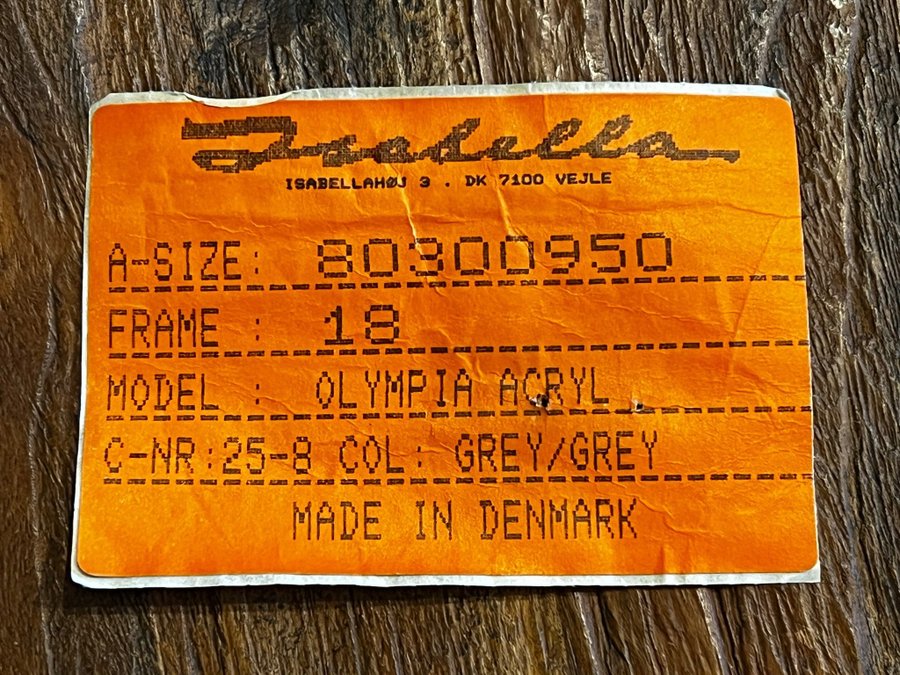 Isabella
ISABELLAHØJ 3 . DK 7100 VEJLE
A-SIZE: 80300950
FRAME : 18
MODEL : OLYMPIA ACRYL
C-NR:25-8 COL: GREY/GREY
MADE IN DENMARK